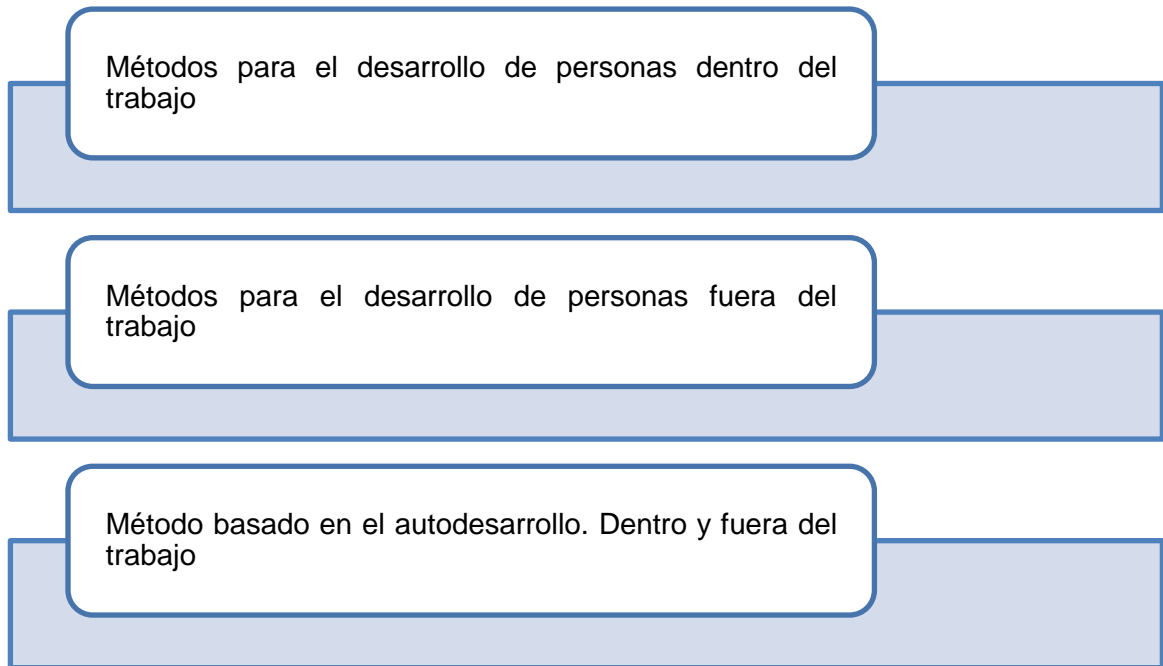 Métodos para el desarrollo de personas dentro del
trabajo
Métodos para el desarrollo de personas fuera del
trabajo
Método basado en el autodesarrollo. Dentro y fuera del
trabajo